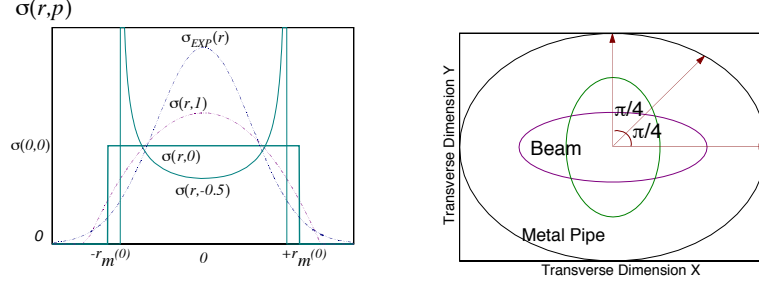 σ(r,p)
σ_EXP(r)
σ(r,1)
σ(0,0)
σ(r,0)
σ(r,-0.5)
0
-r_m^(0)
0
+r_m^(0)
Transverse Dimension Y
π/4
π/4
Beam
Metal Pipe
Transverse Dimension X